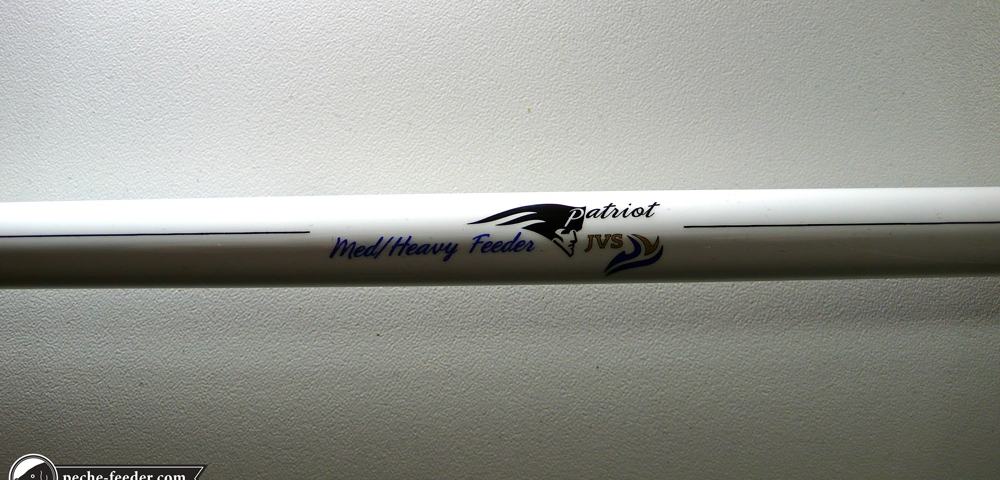 Patriot
Med/Heavy Feeder JVS
peche-feeder.com